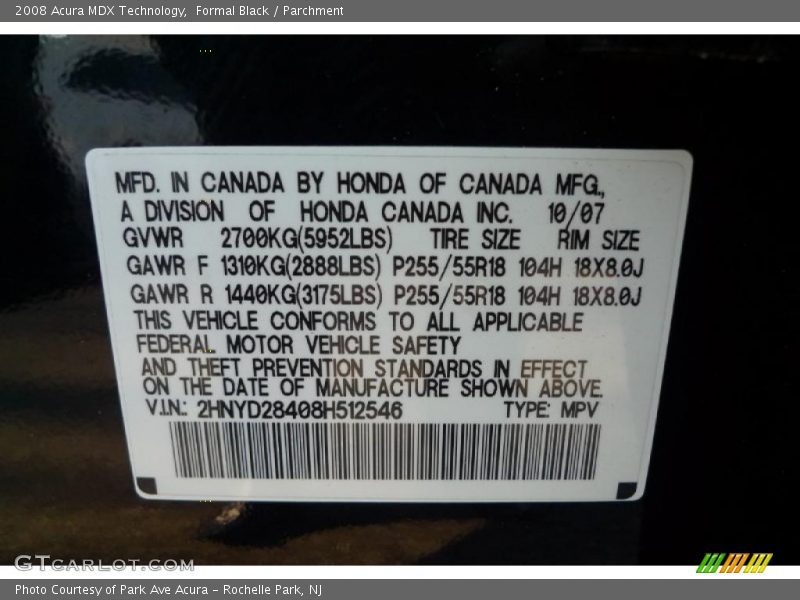 2008 Acura MDX Technology,  Formal Black / Parchment
MFD. IN CANADA BY HONDA OF CANADA MFG.,
A DIVISION OF HONDA CANADA INC. 10/07
GVWR 2700KG(5952LBS) TIRE SIZE RIM SIZE
GAWR F 1310KG(2888LBS) P255/55R18 104H 18X8.0J
GAWR R 1440KG(3175LBS) P255/55R18 104H 18X8.0J
THIS VEHICLE CONFORMS TO ALL APPLICABLE
FEDERAL MOTOR VEHICLE SAFETY
AND THEFT PREVENTION STANDARDS IN EFFECT
ON THE DATE OF MANUFACTURE SHOWN ABOVE.
V.I.N.: 2HNYD28408H512546 TYPE: MPV
GTCARLOT.COM
Photo Courtesy of Park Ave Acura - Rochelle Park, NJ